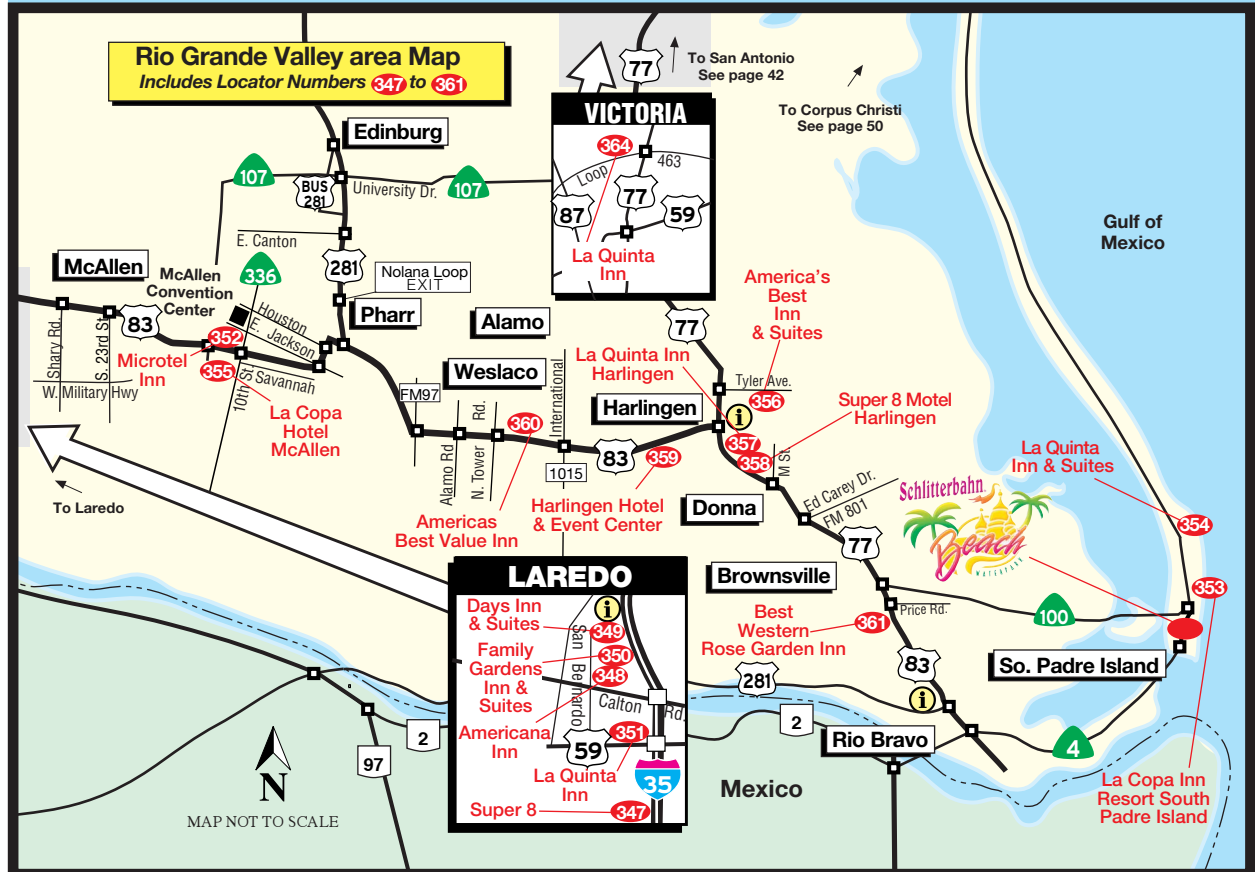 Rio Grande Valley area Map
Includes Locator Numbers 347 to 361
77
To San Antonio
See page 42
To Corpus Christi
See page 50
Edinburg
107
BUS
281
University Dr.
107
E. Canton
281
336
McAllen
McAllen
Convention
Center
Nolana Loop
EXIT
Pharr
Houston
E. Jackson
83
Shary Rd.
S. 23rd St.
352
Microtel
Inn
355
Savannah
10th St.
W. Military Hwy
La Copa
Hotel
McAllen
To Laredo
VICTORIA
364
Loop
463
77
87
59
La Quinta
Inn
Gulf of
Mexico
America's
Best
Inn
& Suites
77
Alamo
Weslaco
La Quinta Inn
Harlingen
Tyler Ave.
356
FM97
Alamo Rd
N. Tower Rd.
360
International
1015
83
Harlingen
i
357
358
M St.
Super 8 Motel
Harlingen
359
Harlingen Hotel
& Event Center
Americas
Best Value Inn
Donna
Ed Carey Dr.
FM 801
77
Schlitterbahn
Beach
WATERPARK
La Quinta
Inn & Suites
354
353
Brownsville
Price Rd.
100
Best
Western
Rose Garden Inn
361
83
281
i
So. Padre Island
2
Rio Bravo
4
La Copa Inn
Resort South
Padre Island
Mexico
LAREDO
Days Inn
& Suites
349
i
San Bernardo
Family
Gardens
Inn &
Suites
350
348
Calton Rd.
Americana
Inn
351
59
La Quinta
Inn
35
Super 8
347
2
97
N
MAP NOT TO SCALE